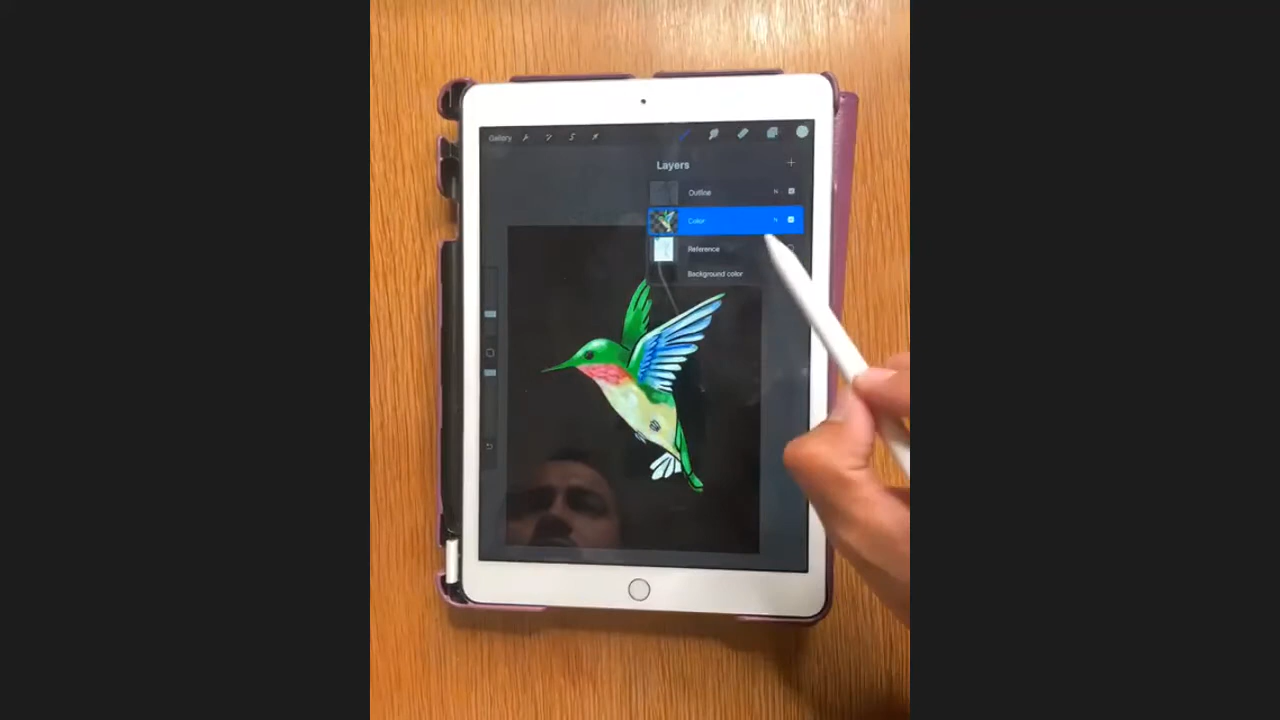 Gallery
Layers
Outline N
Color N
Reference
Background color